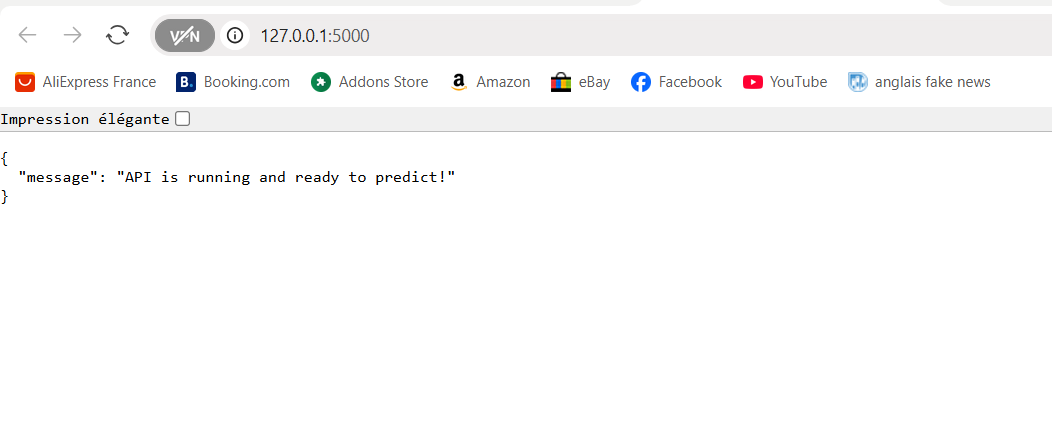 VPN 127.0.0.1:5000
AliExpress France B. Booking.com Addons Store a Amazon eBay Facebook YouTube anglais fake news
Impression élégante
{
"message": "API is running and ready to predict!"
}